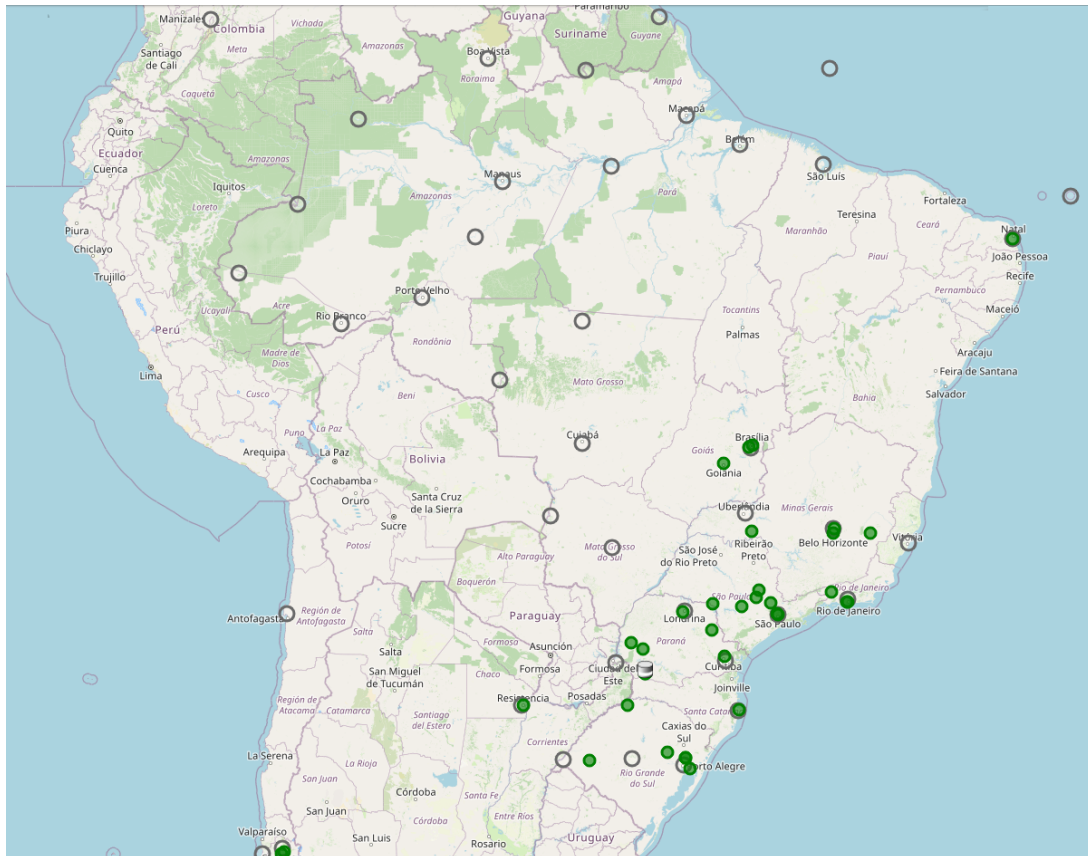 Manizales
Colombia
Vichada
Meta
Santiago
de Cali
Caquetá
Amazonas
Guyana
Paramaribo
Suriname
Guyane
Boa Vista
Roraima
Amapá
Macapá
Quito
Ecuador
Cuenca
Amazonas
Iquitos
Loreto
Manaus
Amazonas
Belém
Pará
São Luís
Fortaleza
Teresina
Ceará
Maranhão
Natal
João Pessoa
Recife
Piauí
Pernambuco
Maceió
Piura
Chiclayo
Trujillo
Ucayali
Acre
Porto Velho
Rio Branco
Perú
Rondônia
Tocantins
Palmas
Aracaju
Feira de Santana
Salvador
Bahia
Madre de
Dios
Lima
Cusco
Beni
Mato Grosso
Puno
La Paz
Arequipa
La Paz
Bolivia
Cuiabá
Goiás
Brasília
Goiânia
Cochabamba
Oruro
Santa Cruz
de la Sierra
Sucre
Potosí
Uberlândia
Minas Gerais
Belo Horizonte
Vitória
Alto Paraguay
Mato Grosso
do Sul
São José
do Rio Preto
Ribeirão
Preto
Boquerón
São Paulo
Rio de Janeiro
Rio de Janeiro
São Paulo
Antofagasta
Región de
Antofagasta
Paraguay
Londrina
Paraná
Salta
Salta
Formosa
Asunción
San Miguel
de Tucumán
Chaco
Formosa
Ciudad del
Este
Curitiba
Joinville
Región de
Atacama
Catamarca
Santiago
del Estero
Resistencia
Posadas
Santa Catarina
Corrientes
Caxias do
Sul
La Serena
La Rioja
San Juan
Rio Grande
do Sul
Porto Alegre
Córdoba
Santa Fe
San Juan
Entre Ríos
Córdoba
Valparaíso
San Luis
Rosario
Uruguay